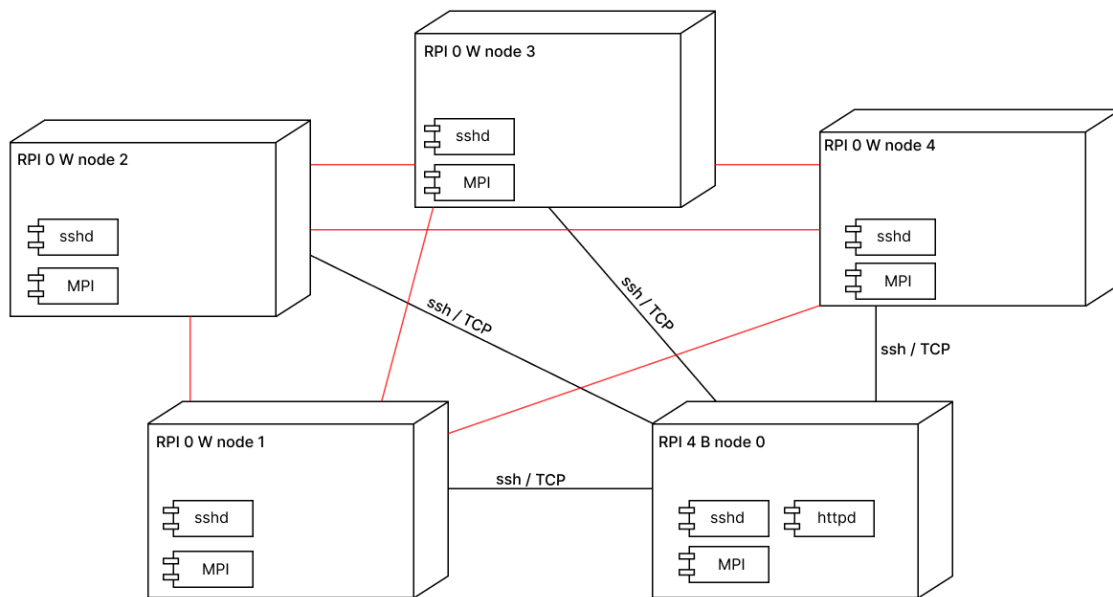 RPI 0 W node 3
sshd
MPI
RPI 0 W node 2
sshd
MPI
RPI 0 W node 4
sshd
MPI
ssh / TCP
ssh / TCP
ssh / TCP
RPI 0 W node 1
sshd
MPI
ssh / TCP
RPI 4 B node 0
sshd
httpd
MPI